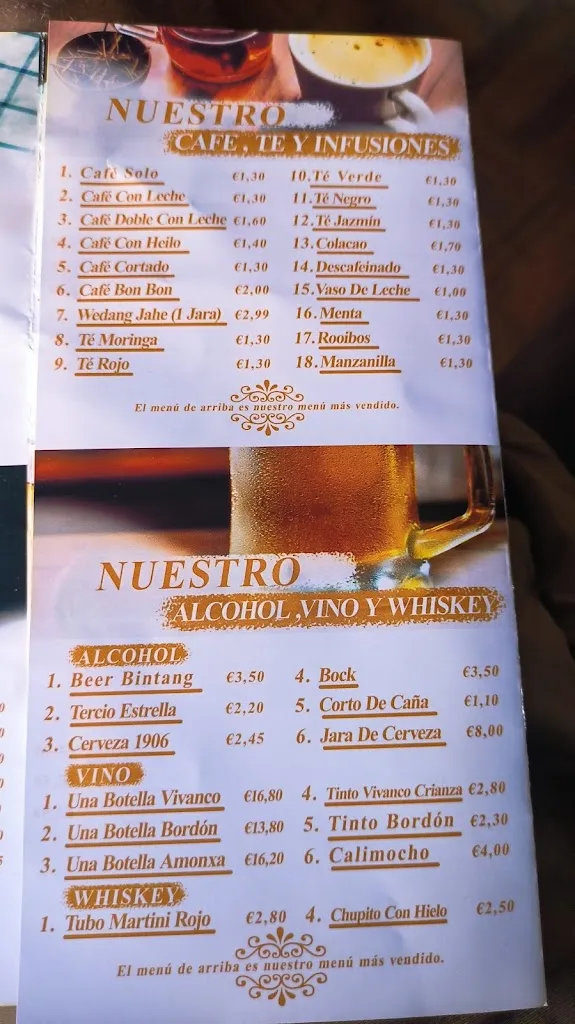 NUESTRO
CAFE , TE Y INFUSIONES
1. Café Solo €1,30
2. Café Con Leche €1,30
3. Café Doble Con Leche €1,60
4. Café Con Heilo €1,40
5. Café Cortado €1,30
6. Café Bon Bon €2,00
7. Wedang Jahe (1 Jara) €2,99
8. Té Moringa €1,30
9. Té Rojo €1,30
10. Té Verde €1,30
11. Té Negro €1,30
12. Té Jazmín €1,30
13. Colacao €1,70
14. Descafeinado €1,30
15. Vaso De Leche €1,00
16. Menta €1,30
17. Rooibos €1,30
18. Manzanilla €1,30
El menú de arriba es nuestro menú más vendido.
NUESTRO
ALCOHOL ,VINO Y WHISKEY
ALCOHOL
1. Beer Bintang €3,50
2. Tercio Estrella €2,20
3. Cerveza 1906 €2,45
4. Bock €3,50
5. Corto De Caña €1,10
6. Jara De Cerveza €8,00
VINO
1. Una Botella Vivanco €16,80
2. Una Botella Bordón €13,80
3. Una Botella Amonxa €16,20
4. Tinto Vivanco Crianza €2,80
5. Tinto Bordón €2,30
6. Calimocho €4,00
WHISKEY
1. Tubo Martini Rojo €2,80
4. Chupito Con Hielo €2,50
El menú de arriba es nuestro menú más vendido.